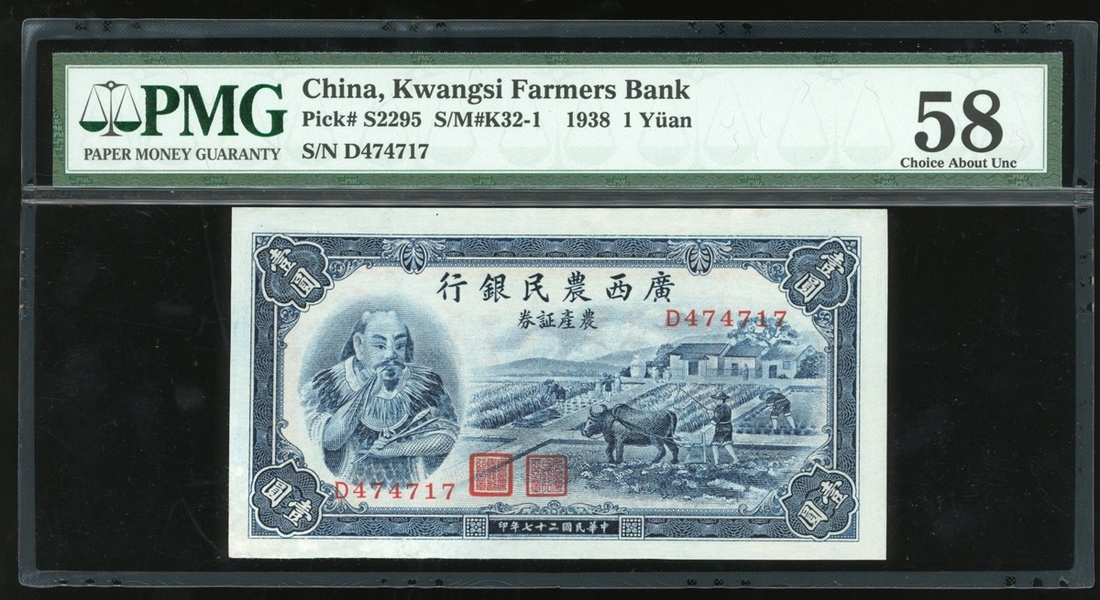 PMG
PAPER MONEY GUARANTY
China, Kwangsi Farmers Bank
Pick# S2295 S/M#K32-1 1938 1 Yüan
S/N D474717
58
Choice About Unc
壹圓
壹圓
行銀民農西廣
券証產農
D474717
D474717
壹圓
壹圓
印年七十二國民華中